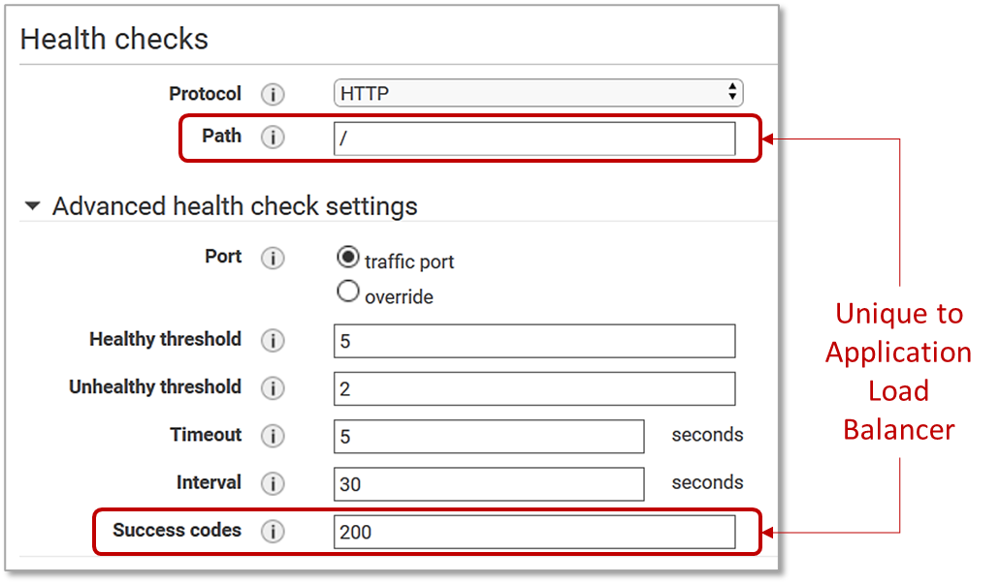 Health checks
Protocol i HTTP
Path i /
Advanced health check settings
Port i traffic port
override
Healthy threshold i 5
Unhealthy threshold i 2
Timeout i 5 seconds
Interval i 30 seconds
Success codes i 200
Unique to
Application
Load
Balancer